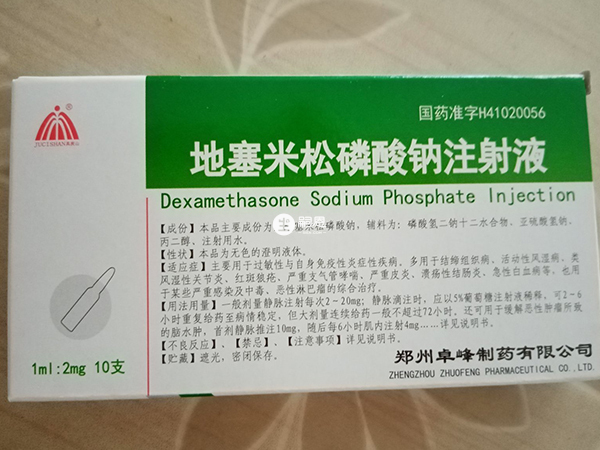 国药准字H41020056
地塞米松磷酸钠注射液
Dexamethasone Sodium Phosphate Injection
【成份】本品主要成份为地塞米松磷酸钠，辅料为：磷酸氢二钠十二水合物、亚硫酸氢钠、
丙二醇、注射用水。
【性状】本品为无色的澄明液体。
【适应症】主要用于过敏性与自身免疫性炎症性疾病。多用于结缔组织病、活动性风湿病、类
风湿性关节炎、红斑狼疮、严重支气管哮喘、严重皮炎、溃疡性结肠炎、急性白血病等，也用
于某些严重感染及中毒、恶性淋巴瘤的综合治疗。
【用法用量】一般剂量静脉注射每次2-20mg；静脉滴注时，应以5%葡萄糖注射液稀释，可2-6
小时重复给药至病情稳定，但大剂量连续给药一般不超过72小时。还可用于缓解恶性肿瘤所致
的脑水肿，首剂静脉推注10mg，随后每6小时肌内注射4mg……详见说明书。
【不良反应】、【禁忌】、【注意事项】详见说明书。
【贮藏】遮光，密闭保存。
1ml:2mg 10支
郑州卓峰制药有限公司
ZHENGZHOU ZHUOFENG PHARMACEUTICAL CO., LTD.